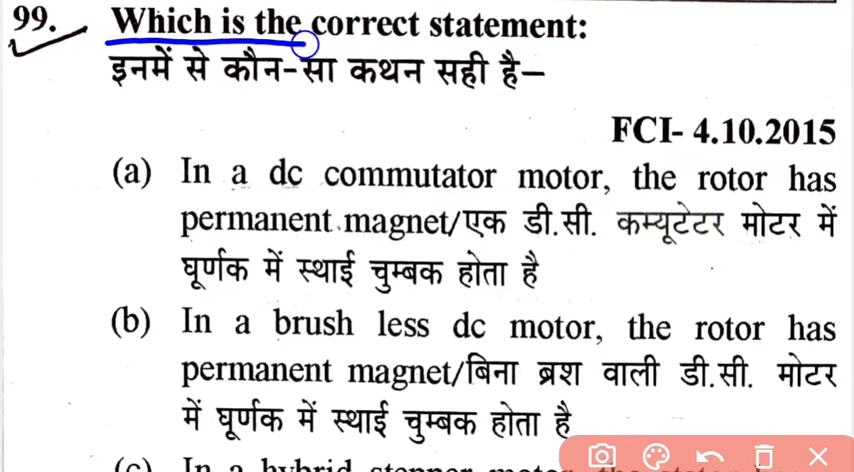 99. Which is the correct statement:
इनमें से कौन-सा कथन सही है–
FCI- 4.10.2015
(a) In a dc commutator motor, the rotor has
permanent magnet/एक डी.सी. कम्यूटेटर मोटर में
घूर्णक में स्थाई चुम्बक होता है
(b) In a brush less dc motor, the rotor has
permanent magnet/बिना ब्रश वाली डी.सी. मोटर
में घूर्णक में स्थाई चुम्बक होता है
(c) In a hybrid stepper